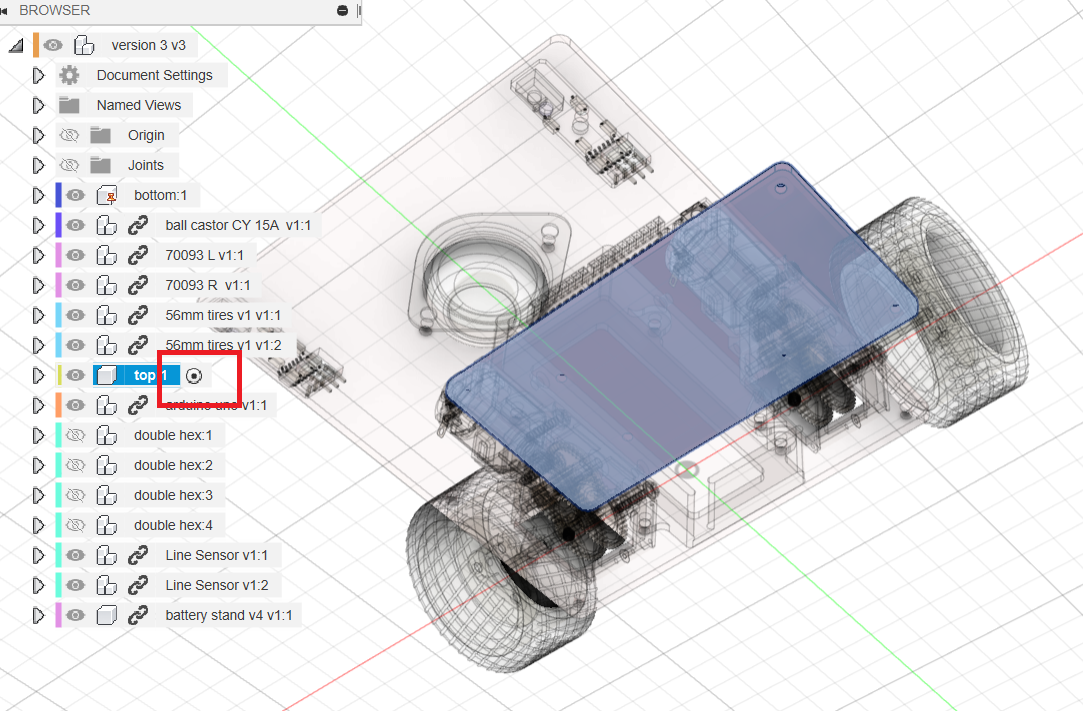 BROWSER
version 3 v3
Document Settings
Named Views
Origin
Joints
bottom:1
ball castor CY 15A v1:1
70093 L v1:1
70093 R v1:1
56mm tires v1 v1:1
56mm tires v1 v1:2
top:1
arduino uno v1:1
double hex:1
double hex:2
double hex:3
double hex:4
Line Sensor v1:1
Line Sensor v1:2
battery stand v4 v1:1